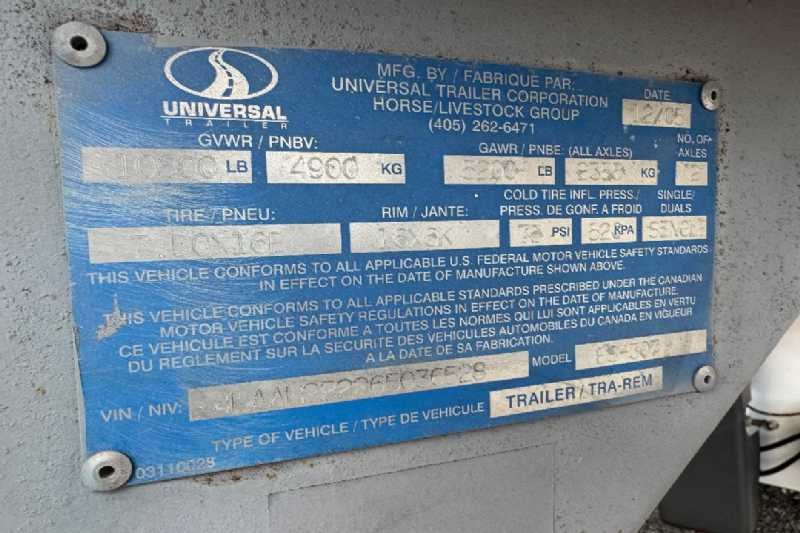 UNIVERSAL
TRAILER
MFG. BY / FABRIQUE PAR:
UNIVERSAL TRAILER CORPORATION
HORSE/LIVESTOCK GROUP
(405) 262-6471
DATE
12/05
GVWR / PNBV:
LB 4900 KG
GAWR / PNBE: (ALL AXLES)
5200 LB KG
NO. OF
AXLES
2
TIRE / PNEU:
RIM / JANTE:
COLD TIRE INFL. PRESS./
PRESS. DE GONF. A FROID
PSI KPA
SINGLE/
DUALS
THIS VEHICLE CONFORMS TO ALL APPLICABLE U.S. FEDERAL MOTOR VEHICLE SAFETY STANDARDS
IN EFFECT ON THE DATE OF MANUFACTURE SHOWN ABOVE.
THIS VEHICLE CONFORMS TO ALL APPLICABLE STANDARDS PRESCRIBED UNDER THE CANADIAN
MOTOR VEHICLE SAFETY REGULATIONS IN EFFECT ON THE DATE OF MANUFACTURE.
CE VEHICULE EST CONFORME A TOUTES LES NORMES QUI LUI SONT APPLICABLES EN VERTU
DU REGLEMENT SUR LA SECURITE DES VEHICULES AUTOMOBILES DU CANADA EN VIGUEUR
A LA DATE DE SA FABRICATION.
VIN / NIV:
MODEL
TYPE OF VEHICLE / TYPE DE VEHICULE
TRAILER / TRA-REM
03110028